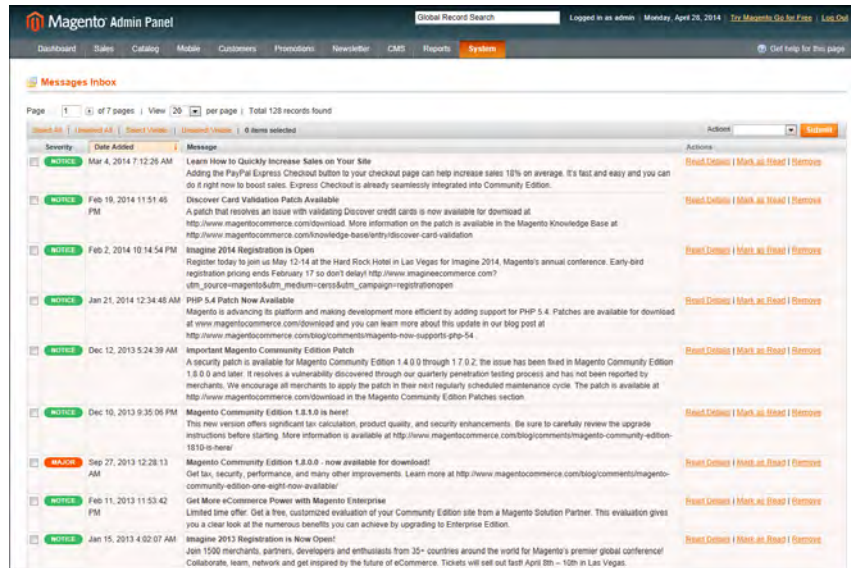 Magento Admin Panel
Global Record Search
Logged in as admin | Monday, April 28, 2014 | Try Magento Go for Free | Log Out
Dashboard Sales Catalog Mobile Customers Promotions Newsletter CMS Reports System
Get help for this page
Messages Inbox
Page 1 of 7 pages | View 20 per page | Total 128 records found
Select All | Unselect All | Select Visible | Unselect Visible | 0 items selected
Actions Submit
Severity Date Added Message Actions
NOTICE Mar 4, 2014 7:12:26 AM Learn How to Quickly Increase Sales on Your Site Read Details | Mark as Read | Remove
Adding the PayPal Express Checkout button to your checkout page can help increase sales 18% on average. It's fast and easy and you can
do it right now to boost sales. Express Checkout is already seamlessly integrated into Community Edition.
NOTICE Feb 19, 2014 11:51:46 Discover Card Validation Patch Available Read Details | Mark as Read | Remove
PM A patch that resolves an issue with validating Discover credit cards is now available for download at
http://www.magentocommerce.com/download. More information on the patch is available in the Magento Knowledge Base at
http://www.magentocommerce.com/knowledge-base/entry/discover-card-validation
NOTICE Feb 2, 2014 10:14:54 PM Imagine 2014 Registration is Open Read Details | Mark as Read | Remove
Register today to join us May 12-14 at the Hard Rock Hotel in Las Vegas for Imagine 2014, Magento's annual conference. Early-bird
registration pricing ends February 17 so don't delay! http://www.imagineecommerce.com?
utm_source=magento&utm_medium=cerss&utm_campaign=registrationopen
NOTICE Jan 21, 2014 12:34:48 AM PHP 5.4 Patch Now Available Read Details | Mark as Read | Remove
Magento is advancing its platform and making development more efficient by adding support for PHP 5.4. Patches are available for download
at www.magentocommerce.com/download and you can learn more about this update in our blog post at
http://www.magentocommerce.com/blog/comments/magento-now-supports-php-54
NOTICE Dec 12, 2013 5:24:39 AM Important Magento Community Edition Patch Read Details | Mark as Read | Remove
A security patch is available for Magento Community Edition 1.4.0.0 through 1.7.0.2; the issue has been fixed in Magento Community Edition
1.8.0.0 and later. It resolves a vulnerability discovered through our quarterly penetration testing process and has not been reported by
merchants. We encourage all merchants to apply the patch in their next regularly scheduled maintenance cycle. The patch is available at
http://www.magentocommerce.com/download in the Magento Community Edition Patches section.
NOTICE Dec 10, 2013 9:35:06 PM Magento Community Edition 1.8.1.0 is here! Read Details | Mark as Read | Remove
This new version offers significant tax calculation, product quality, and security enhancements. Be sure to carefully review the upgrade
instructions before starting. More information is available at http://www.magentocommerce.com/blog/comments/magento-community-edition-
1810-is-here/
MAJOR Sep 27, 2013 12:28:13 Magento Community Edition 1.8.0.0 - now available for download! Read Details | Mark as Read | Remove
AM Get tax, security, performance, and many other improvements. Learn more at http://www.magentocommerce.com/blog/comments/magento-
community-edition-one-eight-now-available/
NOTICE Feb 11, 2013 11:53:42 Get More eCommerce Power with Magento Enterprise Read Details | Mark as Read | Remove
PM Limited time offer. Get a free, customized evaluation of your Community Edition site from a Magento Solution Partner. This evaluation gives
you a clear look at the numerous benefits you can achieve by upgrading to Enterprise Edition.
NOTICE Jan 15, 2013 4:02:07 AM Imagine 2013 Registration is Now Open! Read Details | Mark as Read | Remove
Join 1500 merchants, partners, developers and enthusiasts from 35+ countries around the world for Magento's premier global conference!
Collaborate, learn, network and get inspired by the future of eCommerce. Tickets will sell out fast! April 8th – 10th in Las Vegas.